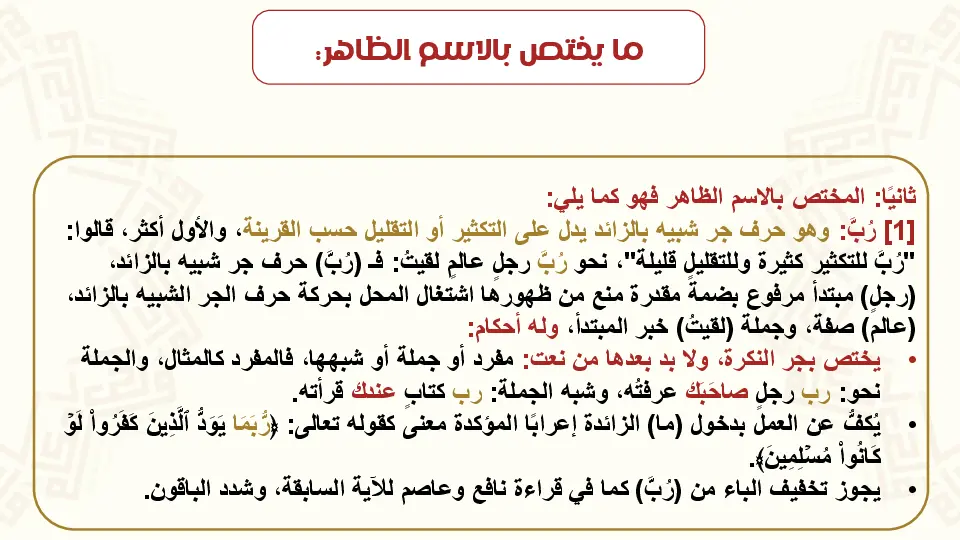 ما يختص بالاسم الظاهر:
ثانيًا: المختص بالاسم الظاهر فهو كما يلي:
[1] رُبَّ: وهو حرف جر شبيه بالزائد يدل على التكثير أو التقليل حسب القرينة، والأول أكثر، قالوا:
"رُبَّ للتكثير كثيرة وللتقليلِ قليلة"، نحو رُبَّ رجلٍ عالمٍ لقيتُ: فـ (رُبَّ) حرف جر شبيه بالزائد،
(رجلٍ) مبتدأ مرفوع بضمة مقدرة منع من ظهورها اشتغال المحل بحركة حرف الجر الشبيه بالزائد،
(عالم) صفة، وجملة (لقيتُ) خبر المبتدأ، وله أحكام:
• يختص بجر النكرة، ولا بد بعدها من نعت: مفرد أو جملة أو شبهها، فالمفرد كالمثال، والجملة
نحو: رب رجلٍ صاحَبَك عرفتُه، وشبه الجملة: رب كتابٍ عندك قرأته.
• يُكفُّ عن العمل بدخول (ما) الزائدة إعرابًا المؤكدة معنى كقوله تعالى: ﴿رُّبَمَا يَوَدُّ ٱلَّذِينَ كَفَرُواْ لَوۡ
كَانُواْ مُسۡلِمِينَ﴾.
• يجوز تخفيف الباء من (رُبَّ) كما في قراءة نافع وعاصم للآية السابقة، وشدد الباقون.